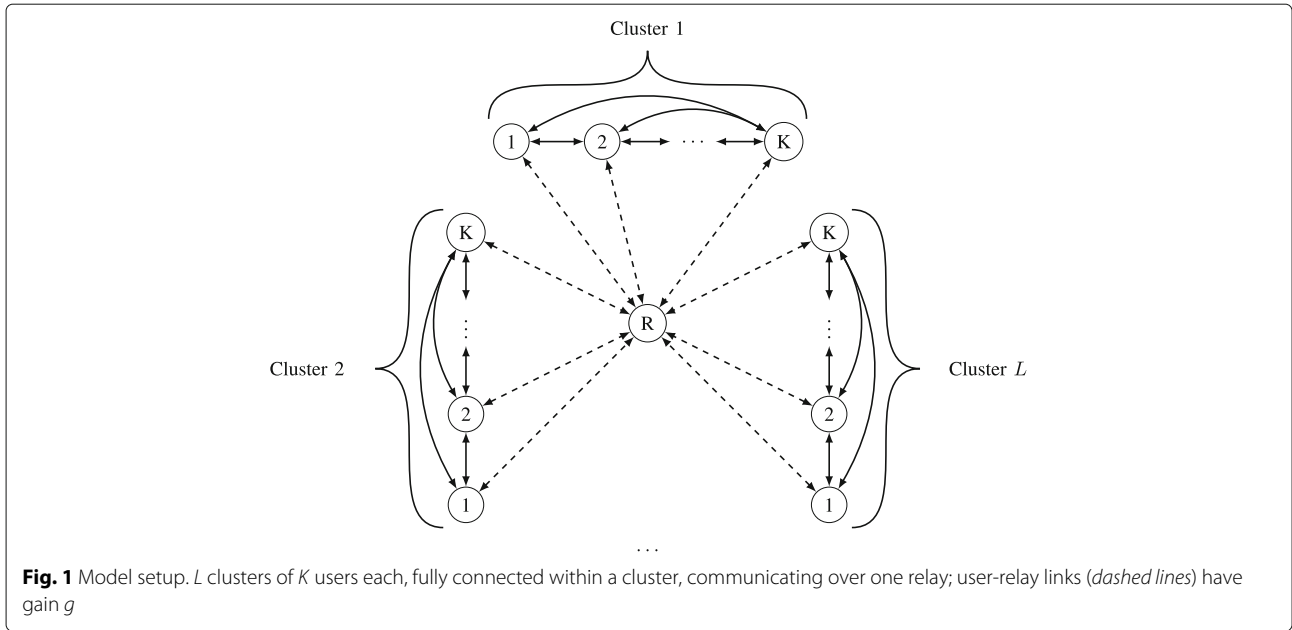 Cluster 1
1 2 ... K
K K
R
... ...
Cluster 2 Cluster L
2 2
1 1
...
Fig. 1 Model setup. L clusters of K users each, fully connected within a cluster, communicating over one relay; user-relay links (dashed lines) have
gain g